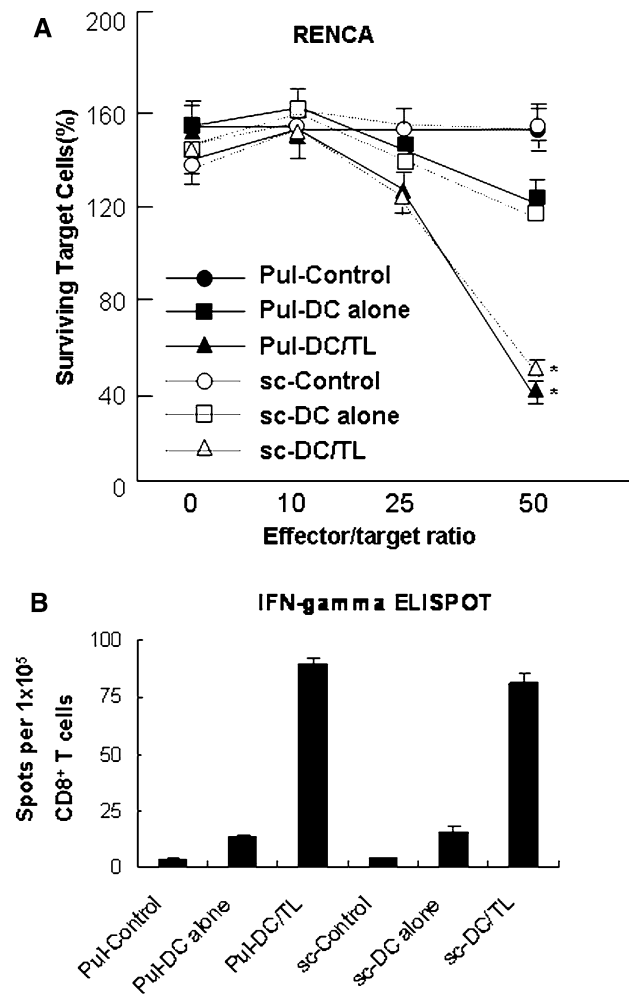 A
RENCA
Surviving Target Cells(%)
200
160
120
80
40
0
Pul-Control
Pul-DC alone
Pul-DC/TL
sc-Control
sc-DC alone
sc-DC/TL
*
*
0 10 25 50
Effector/target ratio
B
IFN-gamma ELISPOT
Spots per 1x10⁵
CD8⁺ T cells
100
75
50
25
0
Pul-Control
Pul-DC alone
Pul-DC/TL
sc-Control
sc-DC alone
sc-DC/TL